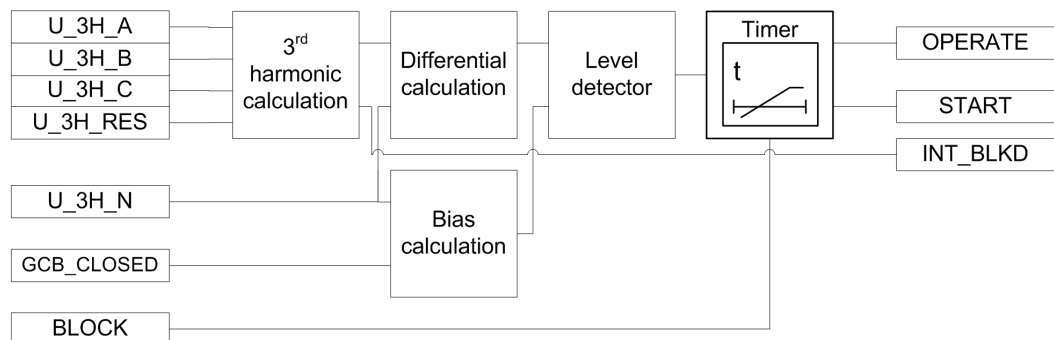 U_3H_A
U_3H_B
U_3H_C
U_3H_RES
U_3H_N
GCB_CLOSED
BLOCK
3rd
harmonic
calculation
Differential
calculation
Bias
calculation
Level
detector
Timer
t
OPERATE
START
INT_BLKD